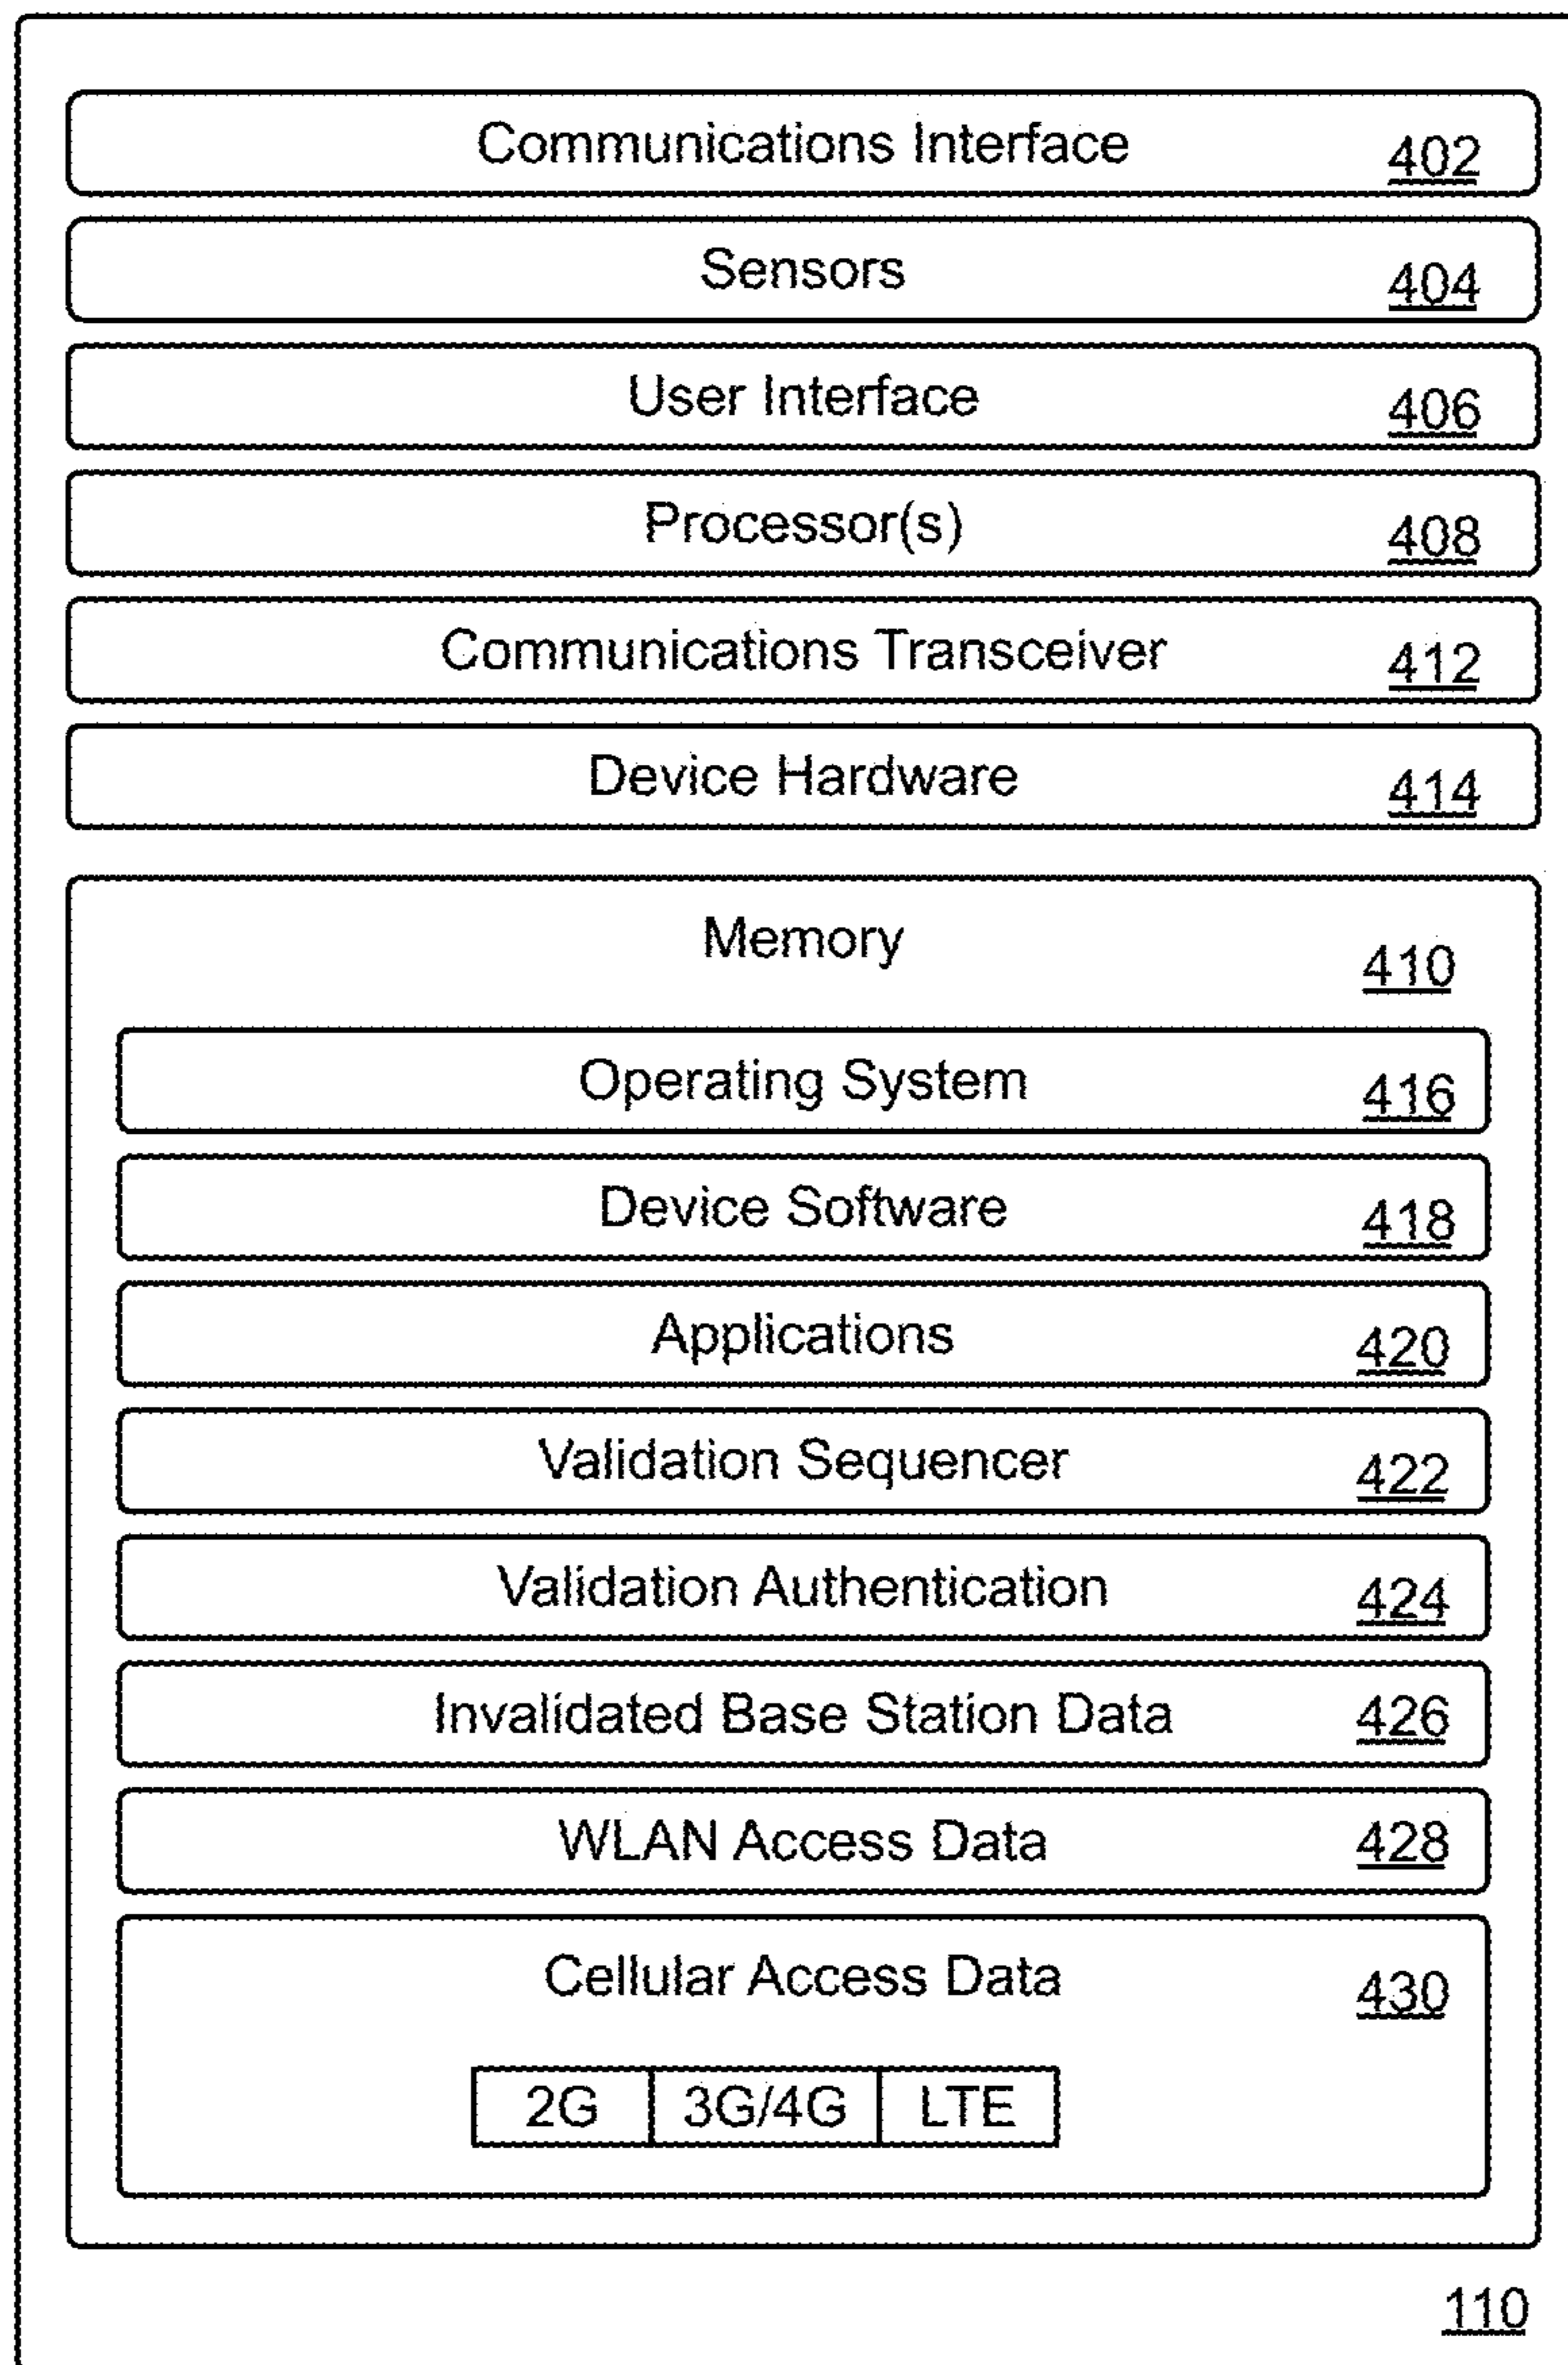 Communications Interface 402
Sensors 404
User Interface 406
Processor(s) 408
Communications Transceiver 412
Device Hardware 414
Memory 410
Operating System 416
Device Software 418
Applications 420
Validation Sequencer 422
Validation Authentication 424
Invalidated Base Station Data 426
WLAN Access Data 428
Cellular Access Data 430
2G 3G/4G LTE
110